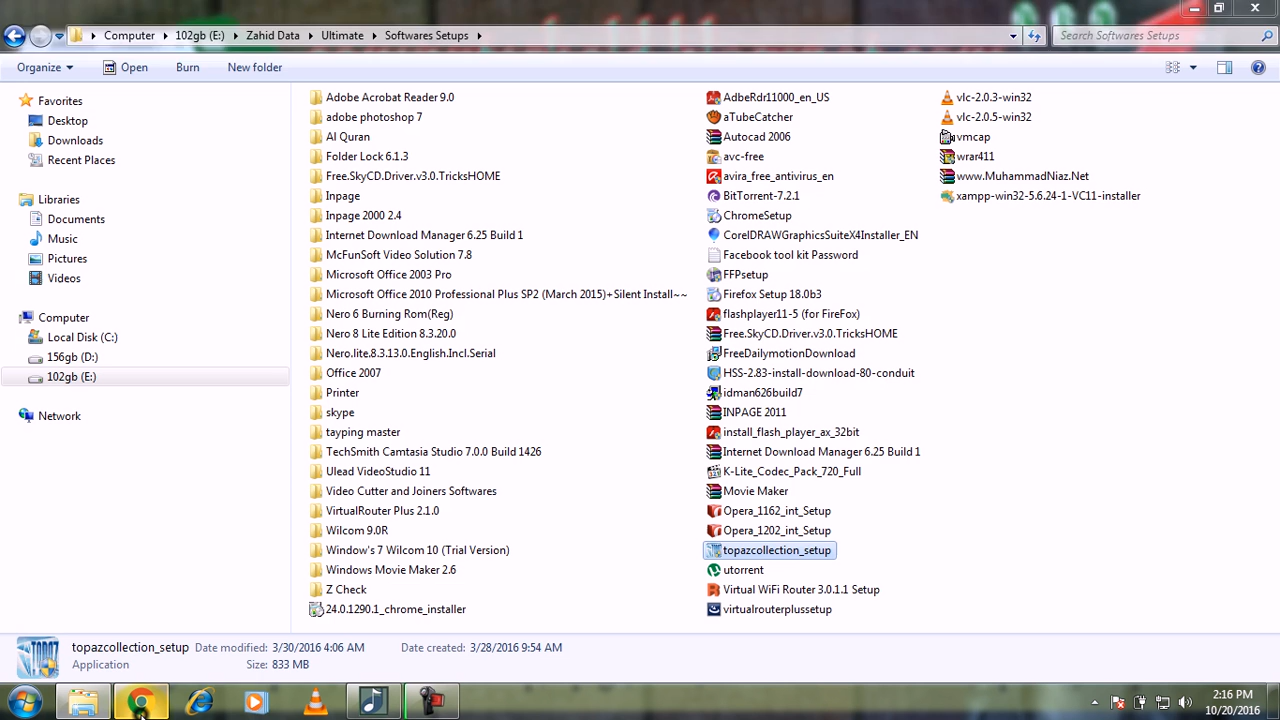 Computer 102gb (E:) Zahid Data Ultimate Softwares Setups Search Softwares Setups
Organize Open Burn New folder
Favorites
Desktop
Downloads
Recent Places
Libraries
Documents
Music
Pictures
Videos
Computer
Local Disk (C:)
156gb (D:)
102gb (E:)
Network
Adobe Acrobat Reader 9.0
adobe photoshop 7
Al Quran
Folder Lock 6.1.3
Free.SkyCD.Driver.v3.0.TricksHOME
Inpage
Inpage 2000 2.4
Internet Download Manager 6.25 Build 1
McFunSoft Video Solution 7.8
Microsoft Office 2003 Pro
Microsoft Office 2010 Professional Plus SP2 (March 2015)+Silent Install~~
Nero 6 Burning Rom(Reg)
Nero 8 Lite Edition 8.3.20.0
Nero.lite.8.3.13.0.English.Incl.Serial
Office 2007
Printer
skype
tayping master
TechSmith Camtasia Studio 7.0.0 Build 1426
Ulead VideoStudio 11
Video Cutter and Joiners Softwares
VirtualRouter Plus 2.1.0
Wilcom 9.0R
Window's 7 Wilcom 10 (Trial Version)
Windows Movie Maker 2.6
Z Check
24.0.1290.1_chrome_installer
AdbeRdr11000_en_US
aTubeCatcher
Autocad 2006
avc-free
avira_free_antivirus_en
BitTorrent-7.2.1
ChromeSetup
CorelDRAWGraphicsSuiteX4Installer_EN
Facebook tool kit Password
FFPsetup
Firefox Setup 18.0b3
flashplayer11-5 (for FireFox)
Free.SkyCD.Driver.v3.0.TricksHOME
FreeDailymotionDownload
HSS-2.83-install-download-80-conduit
idman626build7
INPAGE 2011
install_flash_player_ax_32bit
Internet Download Manager 6.25 Build 1
K-Lite_Codec_Pack_720_Full
Movie Maker
Opera_1162_int_Setup
Opera_1202_int_Setup
topazcollection_setup
utorrent
Virtual WiFi Router 3.0.1.1 Setup
virtualrouterplussetup
vlc-2.0.3-win32
vlc-2.0.5-win32
vmcap
wrar411
www.MuhammadNiaz.Net
xampp-win32-5.6.24-1-VC11-installer
topazcollection_setup Date modified: 3/30/2016 4:06 AM Date created: 3/28/2016 9:54 AM
Application Size: 833 MB
2:16 PM
10/20/2016